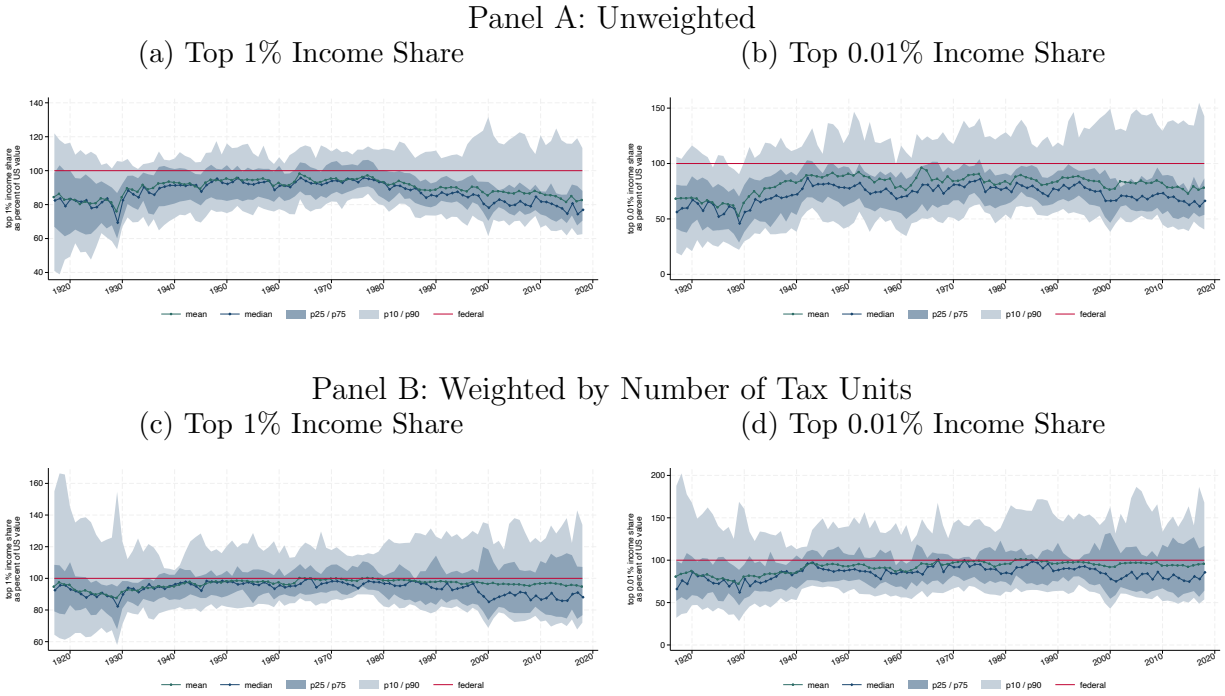 Panel A: Unweighted
(a) Top 1% Income Share
(b) Top 0.01% Income Share
top 1% income share
as percent of US value
140
120
100
80
60
40
1920
1930
1940
1950
1960
1970
1980
1990
2000
2010
2020
mean
median
p25 / p75
p10 / p90
federal
top 0.01% income share
as percent of US value
150
100
50
0
1920
1930
1940
1950
1960
1970
1980
1990
2000
2010
2020
mean
median
p25 / p75
p10 / p90
federal
Panel B: Weighted by Number of Tax Units
(c) Top 1% Income Share
(d) Top 0.01% Income Share
top 1% income share
as percent of US value
160
140
120
100
80
60
1920
1930
1940
1950
1960
1970
1980
1990
2000
2010
2020
mean
median
p25 / p75
p10 / p90
federal
top 0.01% income share
as percent of US value
200
150
100
50
0
1920
1930
1940
1950
1960
1970
1980
1990
2000
2010
2020
mean
median
p25 / p75
p10 / p90
federal